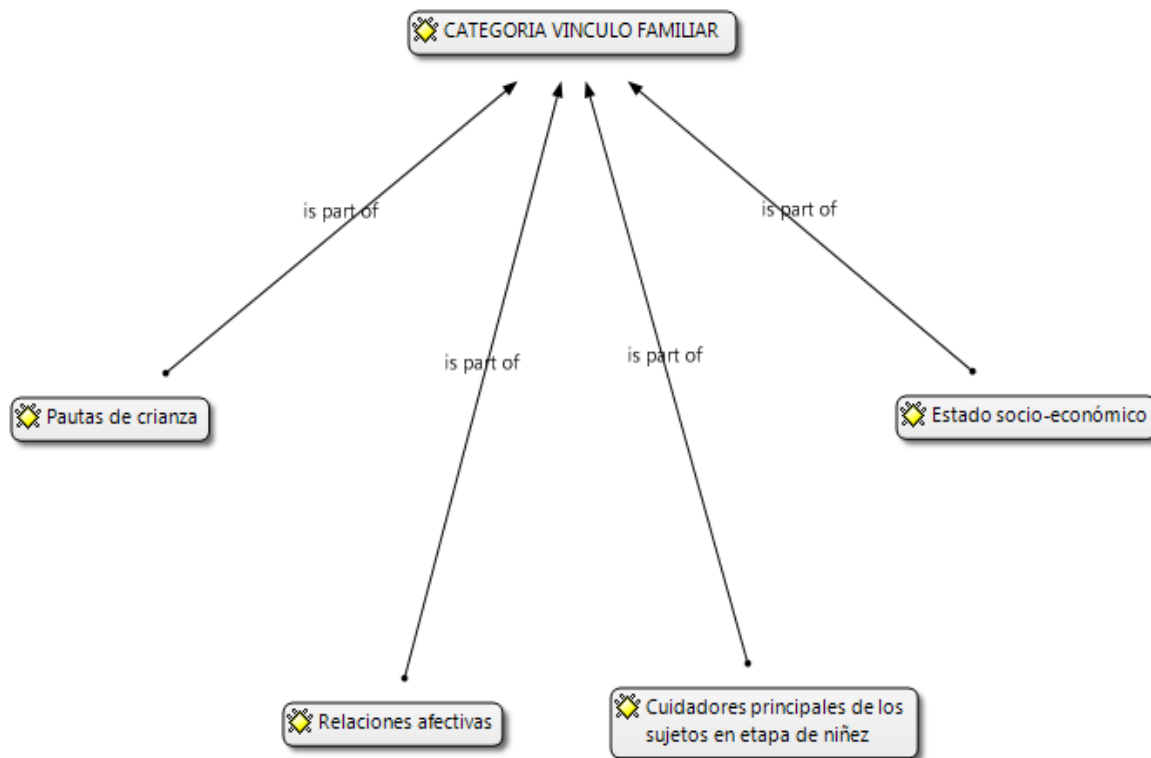 CATEGORIA VINCULO FAMILIAR
is part of
is part of
is part of
is part of
Pautas de crianza
Estado socio-económico
Relaciones afectivas
Cuidadores principales de los
sujetos en etapa de niñez